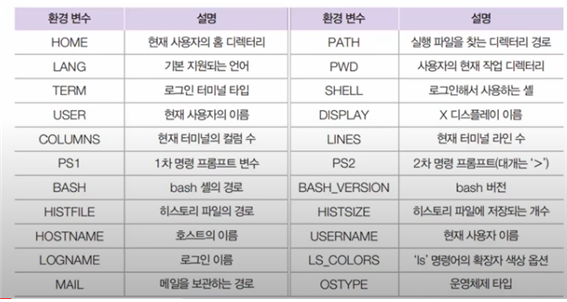 환경 변수 설명 환경 변수 설명
HOME 현재 사용자의 홈 디렉터리 PATH 실행 파일을 찾는 디렉터리 경로
LANG 기본 지원되는 언어 PWD 사용자의 현재 작업 디렉터리
TERM 로그인 터미널 타입 SHELL 로그인해서 사용하는 셸
USER 현재 사용자의 이름 DISPLAY X 디스플레이 이름
COLUMNS 현재 터미널의 컬럼 수 LINES 현재 터미널 라인 수
PS1 1차 명령 프롬프트 변수 PS2 2차 명령 프롬프트(대개는 '>')
BASH bash 셸의 경로 BASH_VERSION bash 버전
HISTFILE 히스토리 파일의 경로 HISTSIZE 히스토리 파일에 저장되는 개수
HOSTNAME 호스트의 이름 USERNAME 현재 사용자 이름
LOGNAME 로그인 이름 LS_COLORS 'ls' 명령어의 확장자 색상 옵션
MAIL 메일을 보관하는 경로 OSTYPE 운영체제 타입